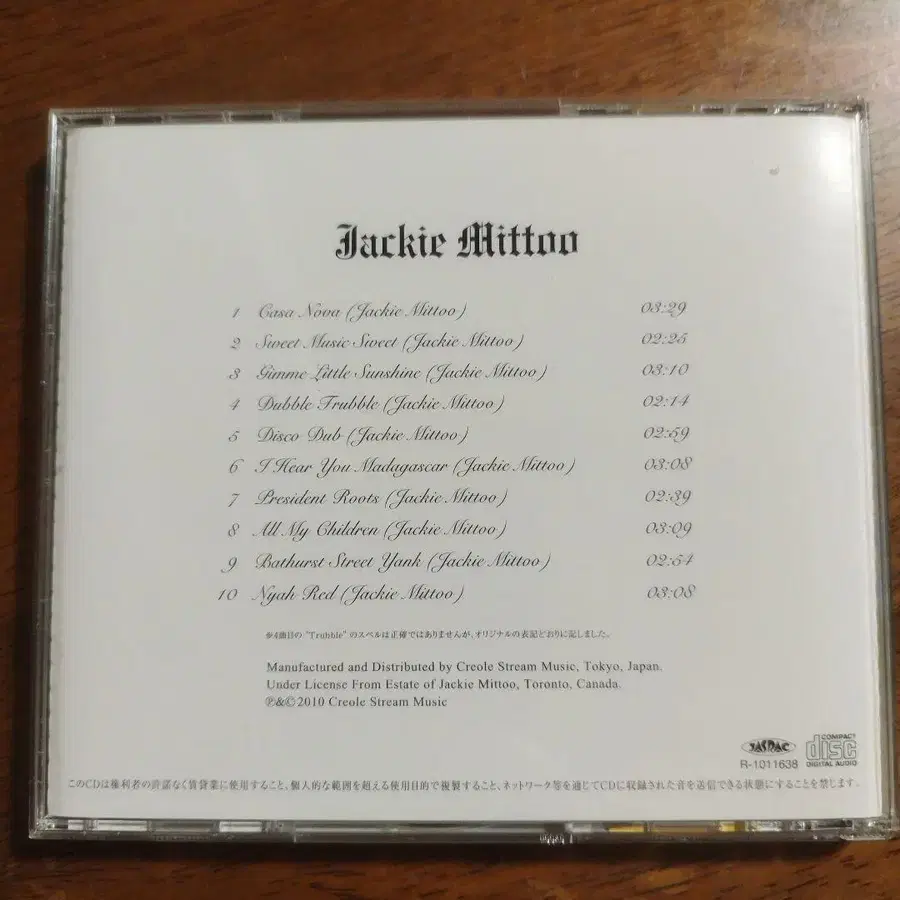 Jackie Mittoo
1 Casa Nova (Jackie Mittoo) 03:29
2 Sweet Music Sweet (Jackie Mittoo) 02:25
3 Gimme Little Sunshine (Jackie Mittoo) 03:10
4 Dubble Trubble (Jackie Mittoo) 02:14
5 Disco Dub (Jackie Mittoo) 02:59
6 I Hear You Madagascar (Jackie Mittoo) 03:08
7 President Roots (Jackie Mittoo) 02:39
8 All My Children (Jackie Mittoo) 03:09
9 Bathurst Street Yank (Jackie Mittoo) 02:54
10 Nyah Red (Jackie Mittoo) 03:08
※4曲目の "Trubble" のスペルは正確ではありませんが、オリジナルの表記どおりに記しました。
Manufactured and Distributed by Creole Stream Music, Tokyo, Japan.
Under License From Estate of Jackie Mittoo, Toronto, Canada.
℗&© 2010 Creole Stream Music
JASRAC
R-1011638
COMPACT
disc
DIGITAL AUDIO
このCDは権利者の許諾なく賃貸業に使用すること、個人的な範囲を超える使用目的で複製すること、ネットワーク等を通じてCDに収録された音を送信できる状態にすることを禁じます。